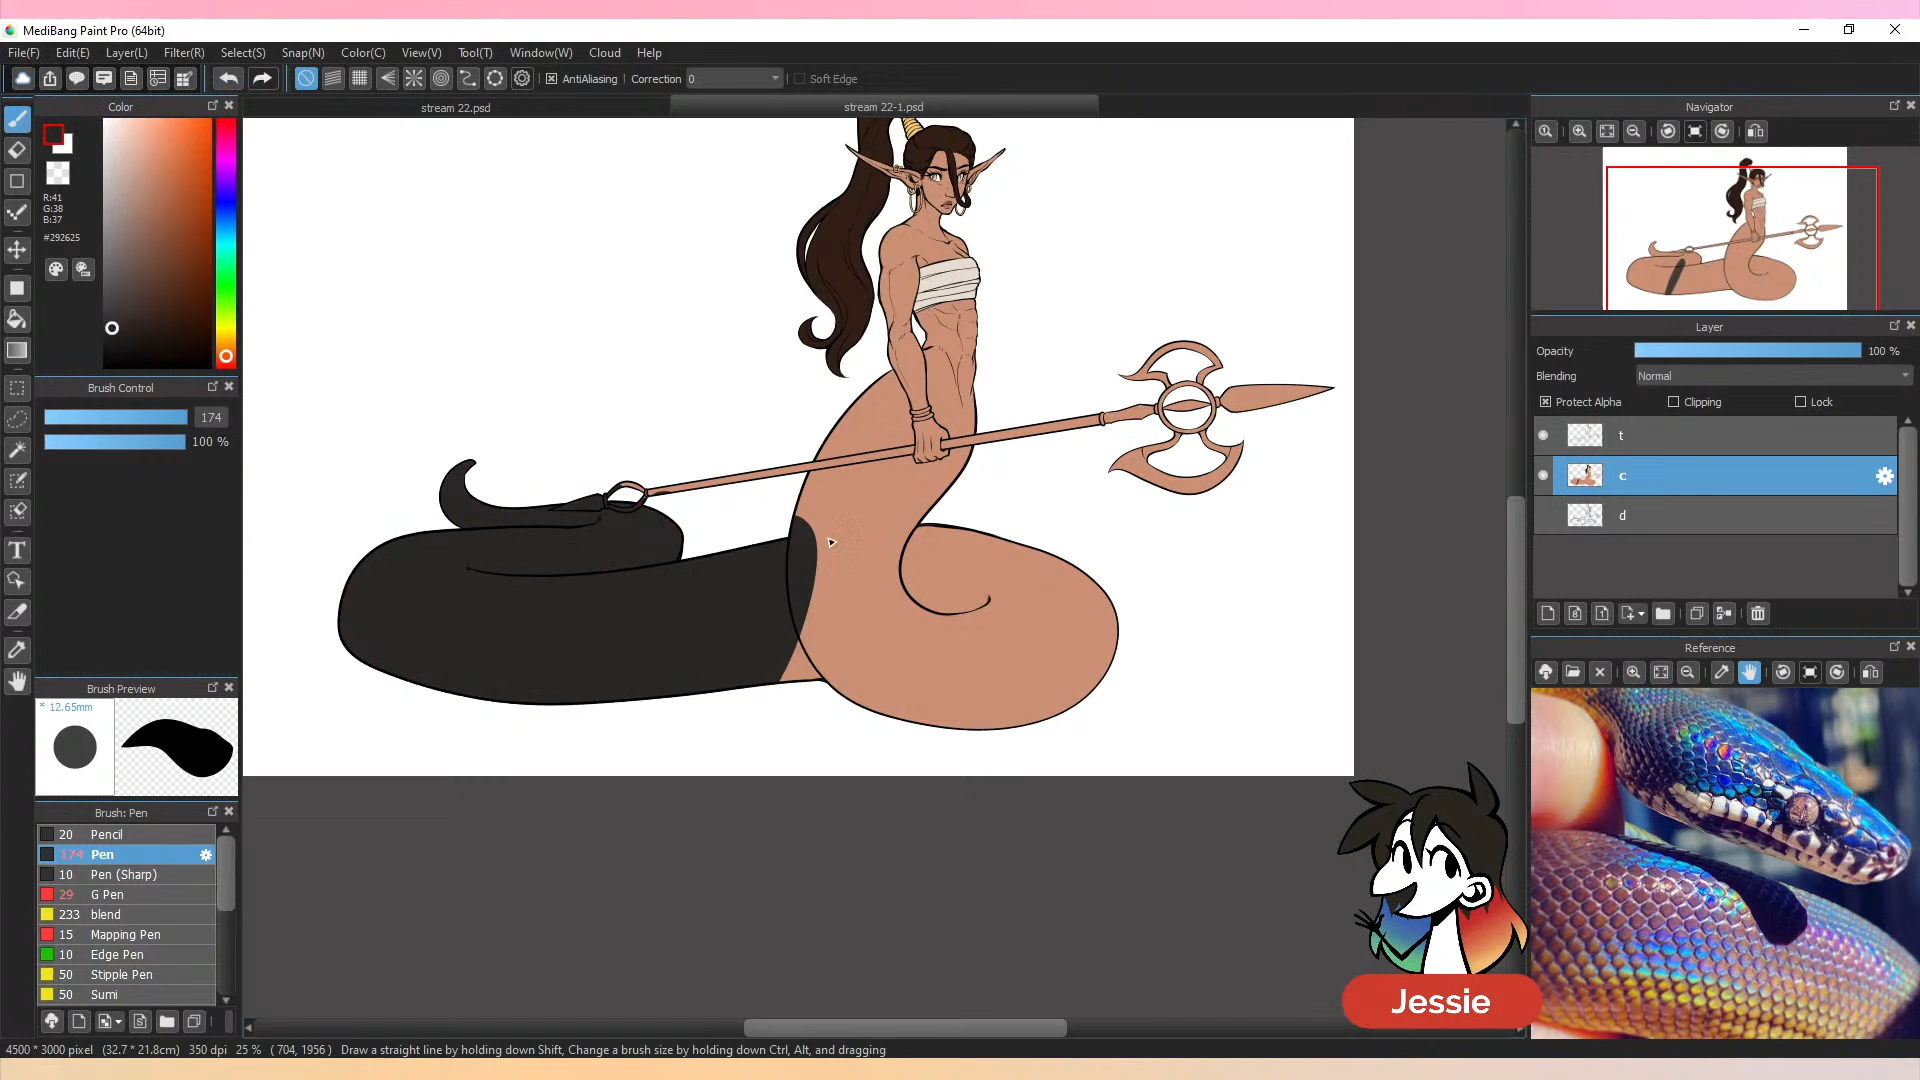 MediBang Paint Pro (64bit)
File(F) Edit(E) Layer(L) Filter(R) Select(S) Snap(N) Color(C) View(V) Tool(T) Window(W) Cloud Help
AntiAliasing Correction 0 Soft Edge
Color
stream 22.psd stream 22-1.psd
Navigator
R:41
G:38
B:37
#292625
Brush Control
174
100 %
Brush Preview
* 12.65mm
Brush: Pen
20 Pencil
174 Pen
10 Pen (Sharp)
29 G Pen
233 blend
15 Mapping Pen
10 Edge Pen
50 Stipple Pen
50 Sumi
Layer
Opacity 100 %
Blending Normal
Protect Alpha Clipping Lock
t
c
d
Reference
Jessie
4500 * 3000 pixel (32.7 * 21.8cm) 350 dpi 25 % ( 704, 1956 ) Draw a straight line by holding down Shift, Change a brush size by holding down Ctrl, Alt, and dragging